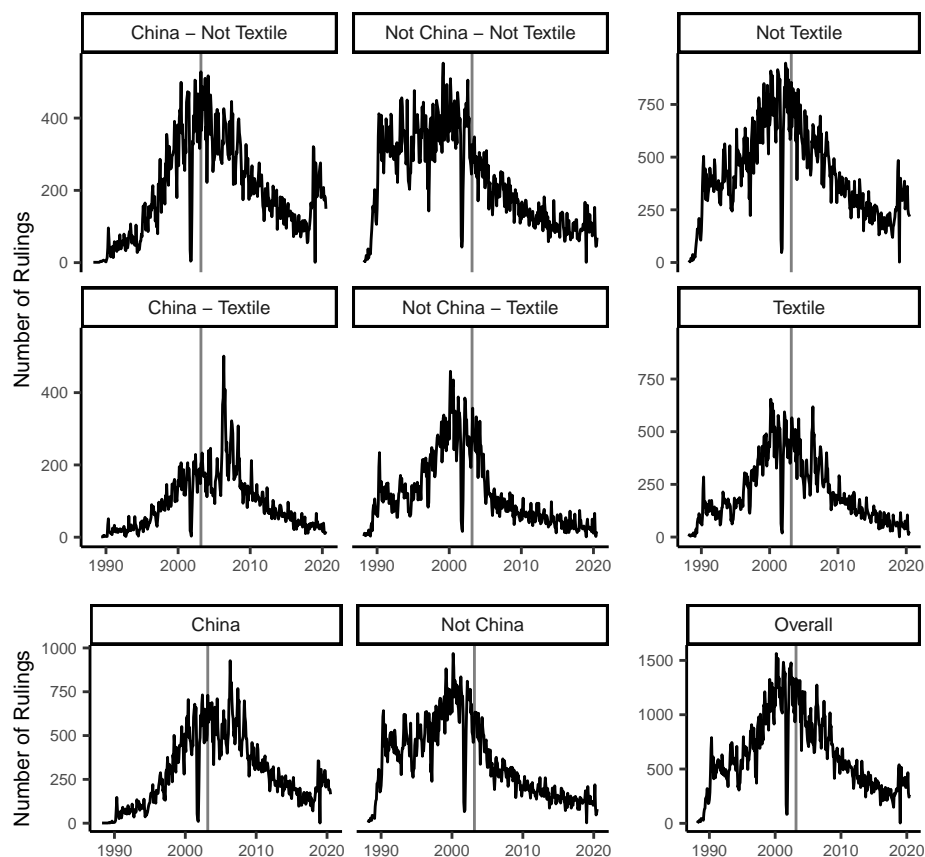 China – Not Textile
Not China – Not Textile
Not Textile
400
200
0
750
500
250
0
Number of Rulings
China – Textile
Not China – Textile
Textile
400
200
0
750
500
250
0
1990 2000 2010 2020
1990 2000 2010 2020
1990 2000 2010 2020
China
Not China
Overall
1000
750
500
250
0
1500
1000
500
0
Number of Rulings
1990 2000 2010 2020
1990 2000 2010 2020
1990 2000 2010 2020